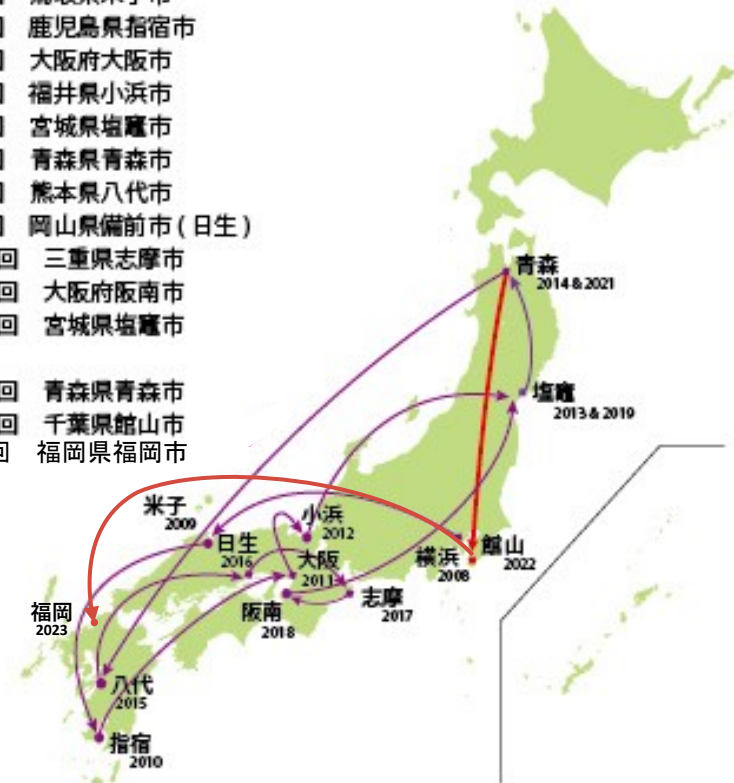 鹿児島県指宿市
大阪府大阪市
福井県小浜市
宮城県塩竈市
青森県青森市
熊本県八代市
岡山県備前市 ( 日生 )
回 三重県志摩市
回 大阪府阪南市
回 宮城県塩竈市
回 青森県青森市
回 千葉県館山市
回 福岡県福岡市
青森
2014 & 2021
塩竈
2013 & 2019
米子
2009
小浜
2012
日生
2016
大阪
2011
横浜
2008
館山
2022
阪南
2018
志摩
2017
福岡
2023
八代
2015
指宿
2010